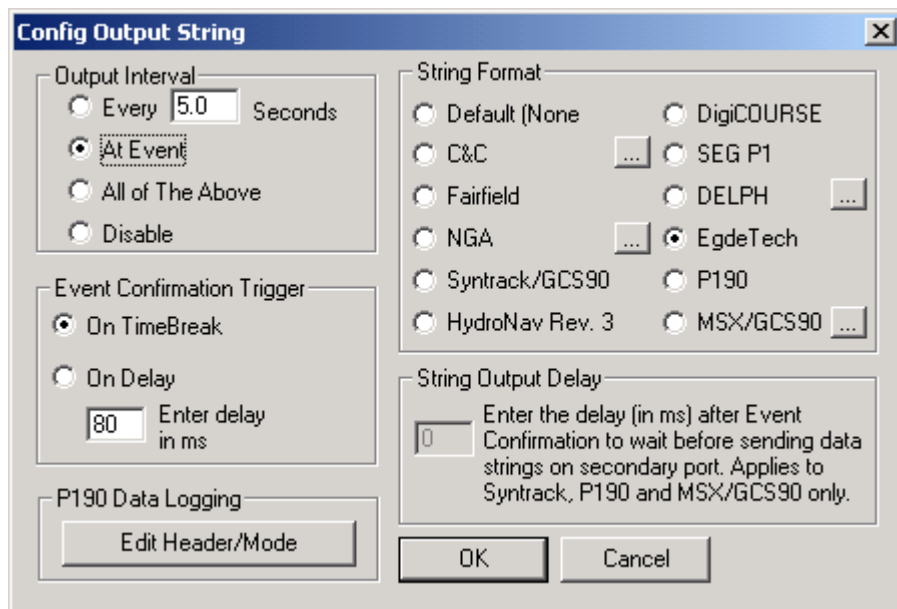 Config Output String
Output Interval
Every 5.0 Seconds
At Event
All of The Above
Disable
Event Confirmation Trigger
On TimeBreak
On Delay
80 Enter delay
in ms
P190 Data Logging
Edit Header/Mode
String Format
Default (None
DigiCOURSE
C&C ...
SEG P1
Fairfield
DELPH ...
NGA ...
EgdeTech
Syntrack/GCS90
P190
HydroNav Rev. 3
MSX/GCS90 ...
String Output Delay
0 Enter the delay (in ms) after Event
Confirmation to wait before sending data
strings on secondary port. Applies to
Syntrack, P190 and MSX/GCS90 only.
OK
Cancel